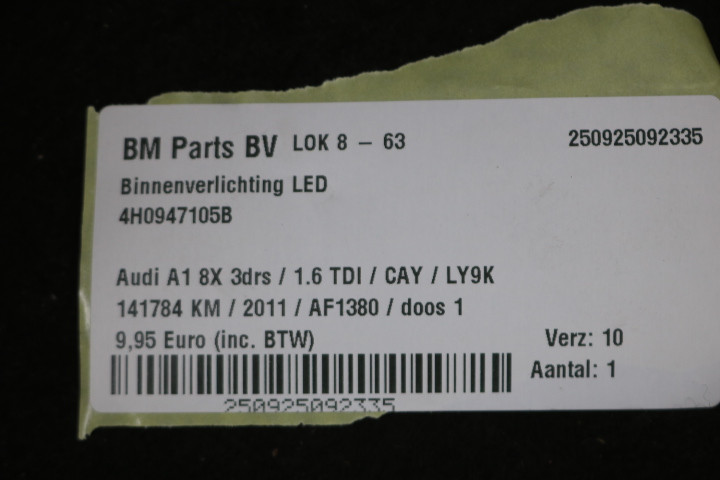 BM Parts BV LOK 8 – 63 250925092335
Binnenverlichting LED
4H0947105B
Audi A1 8X 3drs / 1.6 TDI / CAY / LY9K
141784 KM / 2011 / AF1380 / doos 1
9,95 Euro (inc. BTW) Verz: 10
Aantal: 1
250925092335